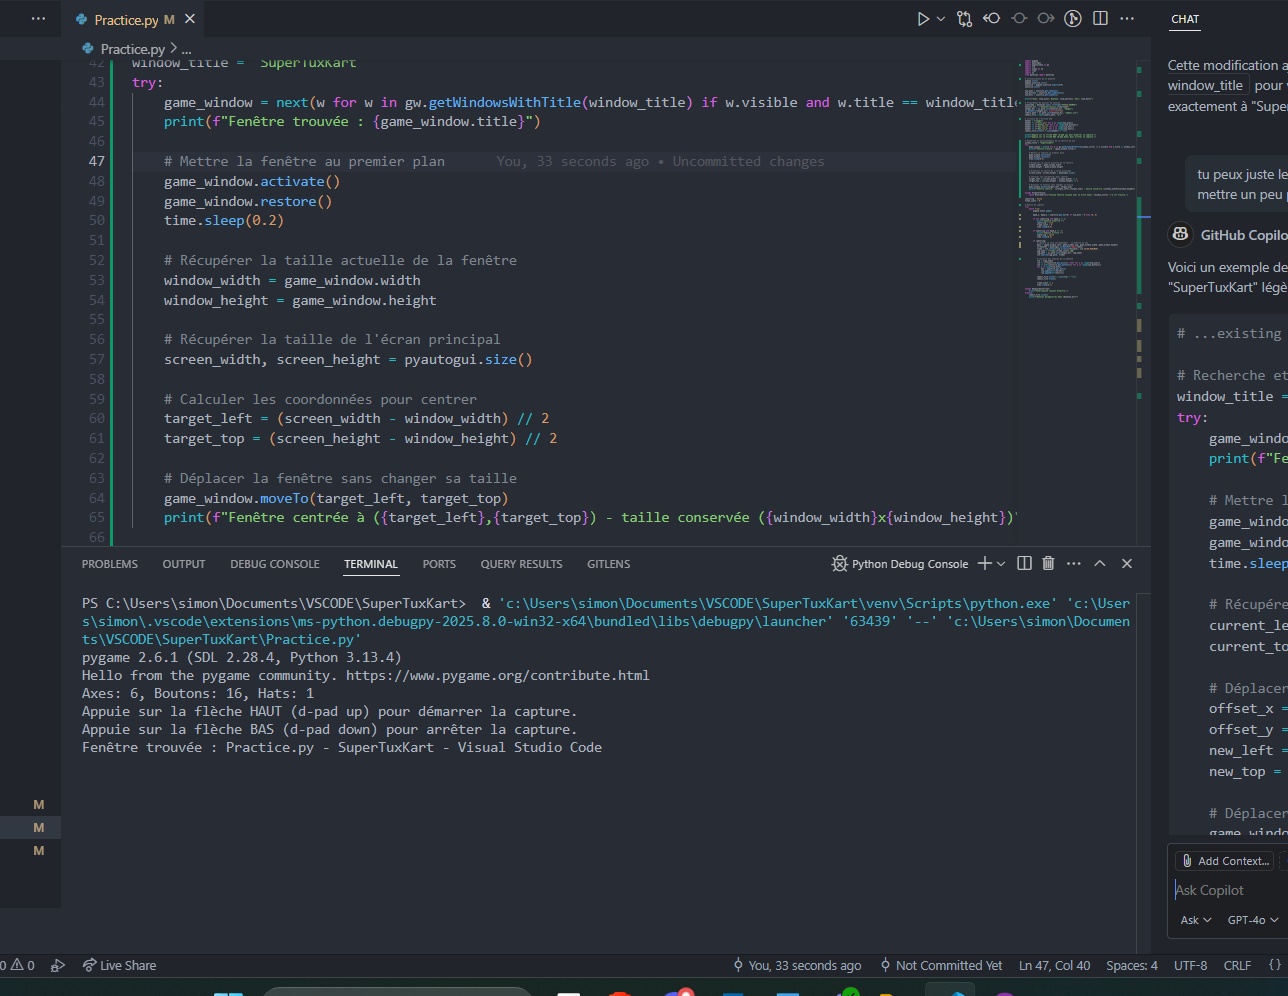 Practice.py M
CHAT
Practice.py > ...
42 window_title = "SuperTuxKart"
43 try:
44 game_window = next(w for w in gw.getWindowsWithTitle(window_title) if w.visible and w.title == window_titl
45 print(f"Fenêtre trouvée : {game_window.title}")
46
47 # Mettre la fenêtre au premier plan You, 33 seconds ago • Uncommitted changes
48 game_window.activate()
49 game_window.restore()
50 time.sleep(0.2)
51
52 # Récupérer la taille actuelle de la fenêtre
53 window_width = game_window.width
54 window_height = game_window.height
55
56 # Récupérer la taille de l'écran principal
57 screen_width, screen_height = pyautogui.size()
58
59 # Calculer les coordonnées pour centrer
60 target_left = (screen_width - window_width) // 2
61 target_top = (screen_height - window_height) // 2
62
63 # Déplacer la fenêtre sans changer sa taille
64 game_window.moveTo(target_left, target_top)
65 print(f"Fenêtre centrée à ({target_left},{target_top}) - taille conservée ({window_width}x{window_height})"
66
PROBLEMS OUTPUT DEBUG CONSOLE TERMINAL PORTS QUERY RESULTS GITLENS
Python Debug Console
PS C:\Users\simon\Documents\VSCODE\SuperTuxKart> & 'c:\Users\simon\Documents\VSCODE\SuperTuxKart\venv\Scripts\python.exe' 'c:\User
s\simon\.vscode\extensions\ms-python.debugpy-2025.8.0-win32-x64\bundled\libs\debugpy\launcher' '63439' '--' 'c:\Users\simon\Documen
ts\VSCODE\SuperTuxKart\Practice.py'
pygame 2.6.1 (SDL 2.28.4, Python 3.13.4)
Hello from the pygame community. https://www.pygame.org/contribute.html
Axes: 6, Boutons: 16, Hats: 1
Appuie sur la flèche HAUT (d-pad up) pour démarrer la capture.
Appuie sur la flèche BAS (d-pad down) pour arrêter la capture.
Fenêtre trouvée : Practice.py - SuperTuxKart - Visual Studio Code
M
M
M
Cette modification a
window_title pour
exactement à "Supe
tu peux juste le
mettre un peu
GitHub Copilo
Voici un exemple de
"SuperTuxKart" légè
# ...existing
# Recherche et
window_title =
try:
game_windo
print(f"Fe
# Mettre l
game_windo
game_windo
time.sleep
# Récupére
current_le
current_to
# Déplacer
offset_x =
offset_y =
new_left =
new_top =
# Déplacer
game_windo
Add Context...
Ask Copilot
Ask GPT-4o
0 0 Live Share
You, 33 seconds ago Not Committed Yet Ln 47, Col 40 Spaces: 4 UTF-8 CRLF {}